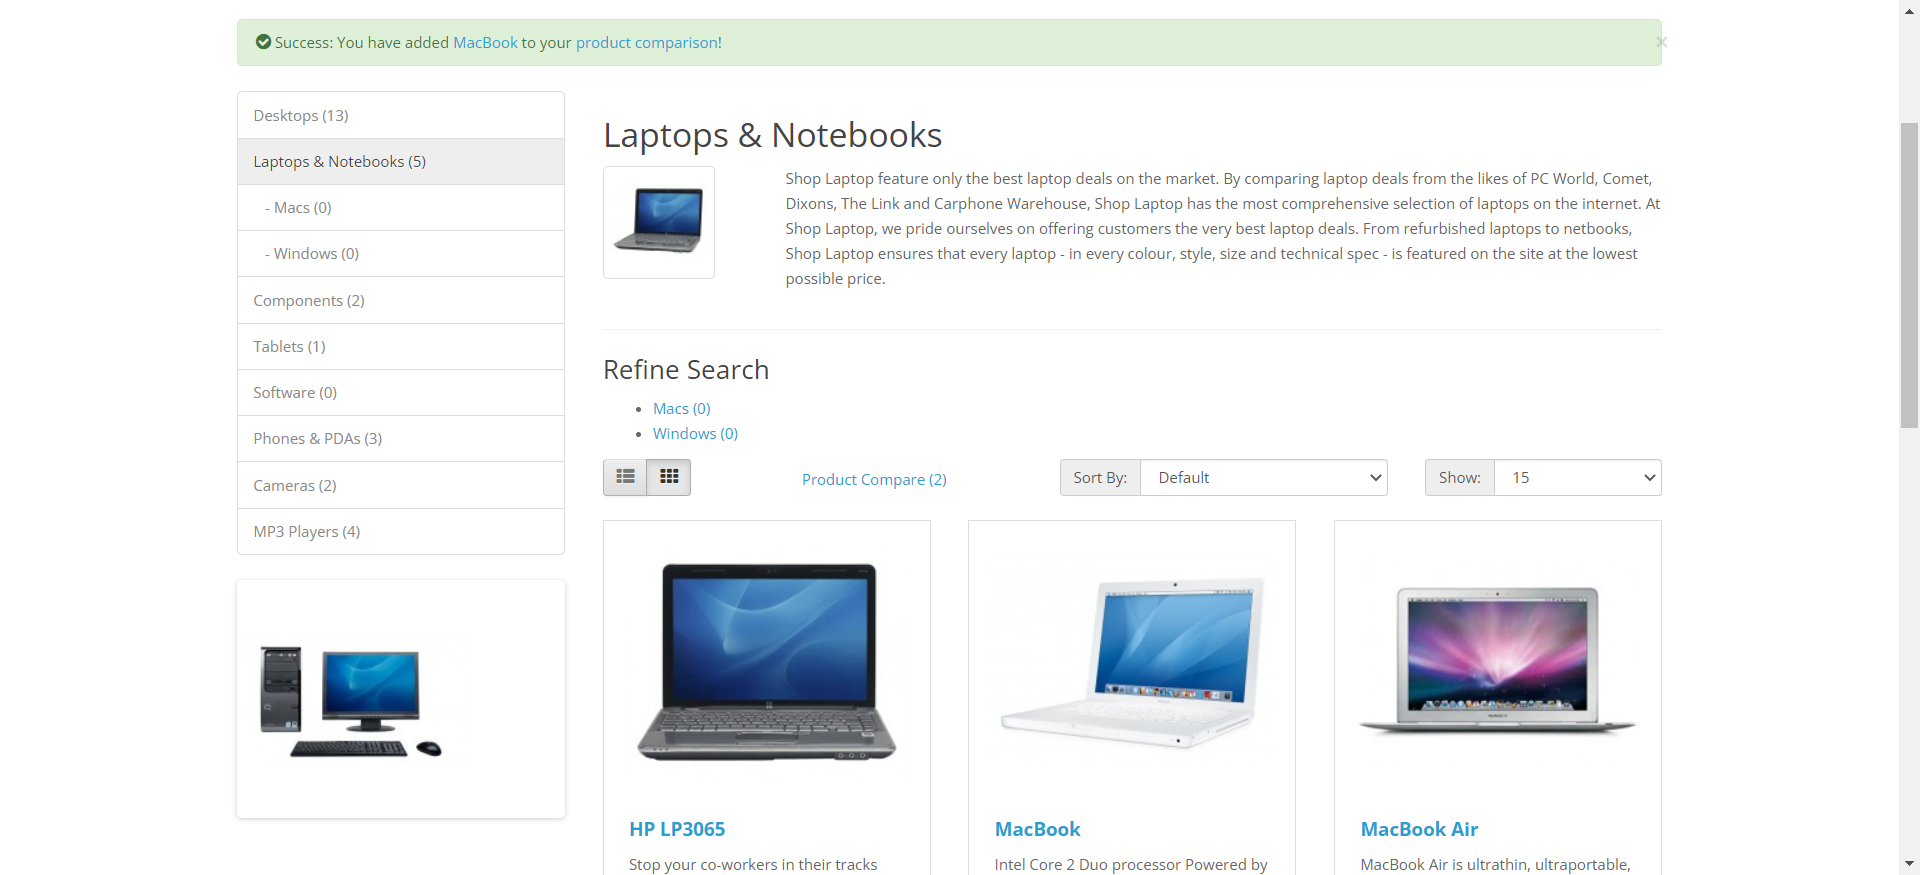 Success: You have added MacBook to your product comparison!
×
Desktops (13)
Laptops & Notebooks (5)
- Macs (0)
- Windows (0)
Components (2)
Tablets (1)
Software (0)
Phones & PDAs (3)
Cameras (2)
MP3 Players (4)
Laptops & Notebooks
Shop Laptop feature only the best laptop deals on the market. By comparing laptop deals from the likes of PC World, Comet,
Dixons, The Link and Carphone Warehouse, Shop Laptop has the most comprehensive selection of laptops on the internet. At
Shop Laptop, we pride ourselves on offering customers the very best laptop deals. From refurbished laptops to netbooks,
Shop Laptop ensures that every laptop - in every colour, style, size and technical spec - is featured on the site at the lowest
possible price.
Refine Search
• Macs (0)
• Windows (0)
Product Compare (2)
Sort By: Default
Show: 15
HP LP3065
Stop your co-workers in their tracks
MacBook
Intel Core 2 Duo processor Powered by
MacBook Air
MacBook Air is ultrathin, ultraportable,